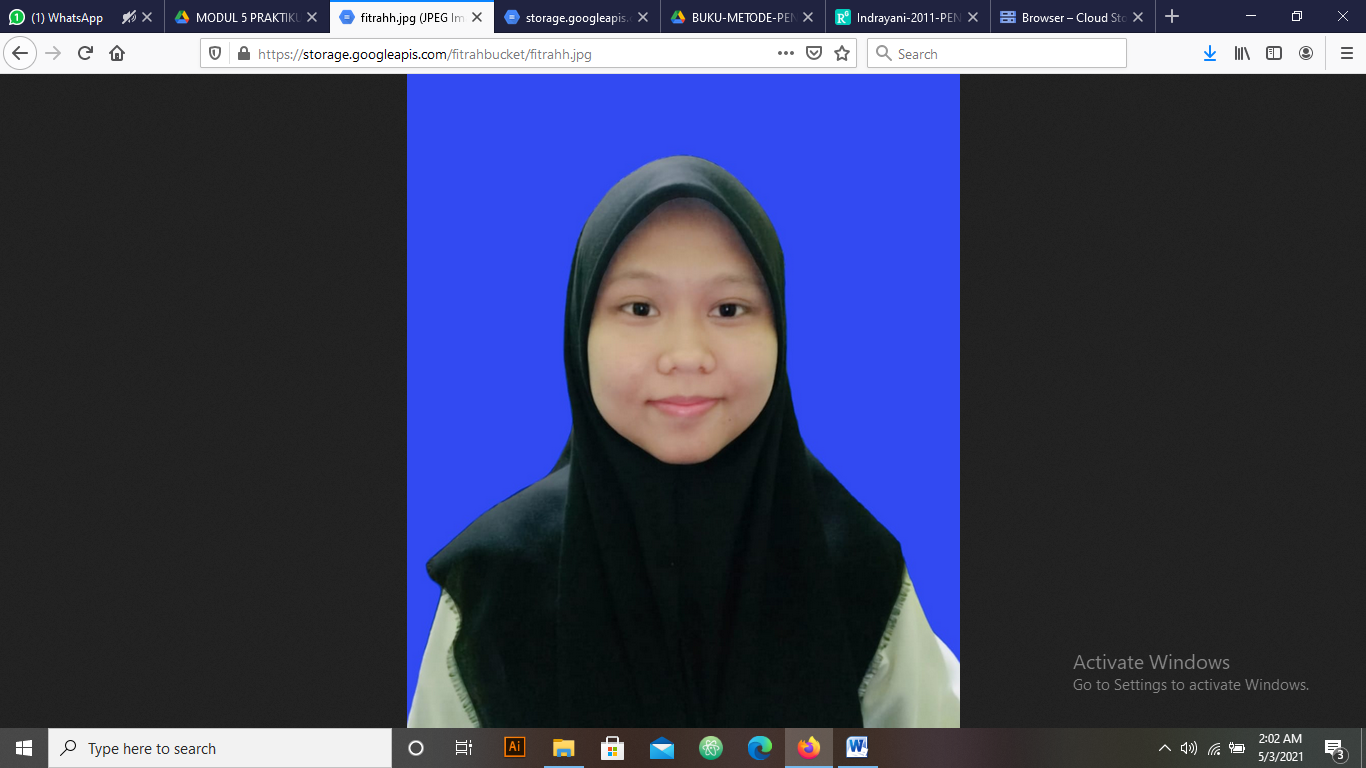 (1) WhatsApp
MODUL 5 PRAKTIKU
fitrahh.jpg (JPEG Im
storage.googleapis.c
BUKU-METODE-PEN
Indrayani-2011-PEN
Browser – Cloud Sto
https://storage.googleapis.com/fitrahbucket/fitrahh.jpg
Search
Activate Windows
Go to Settings to activate Windows.
Type here to search
Ai
W
2:02 AM
5/3/2021
3